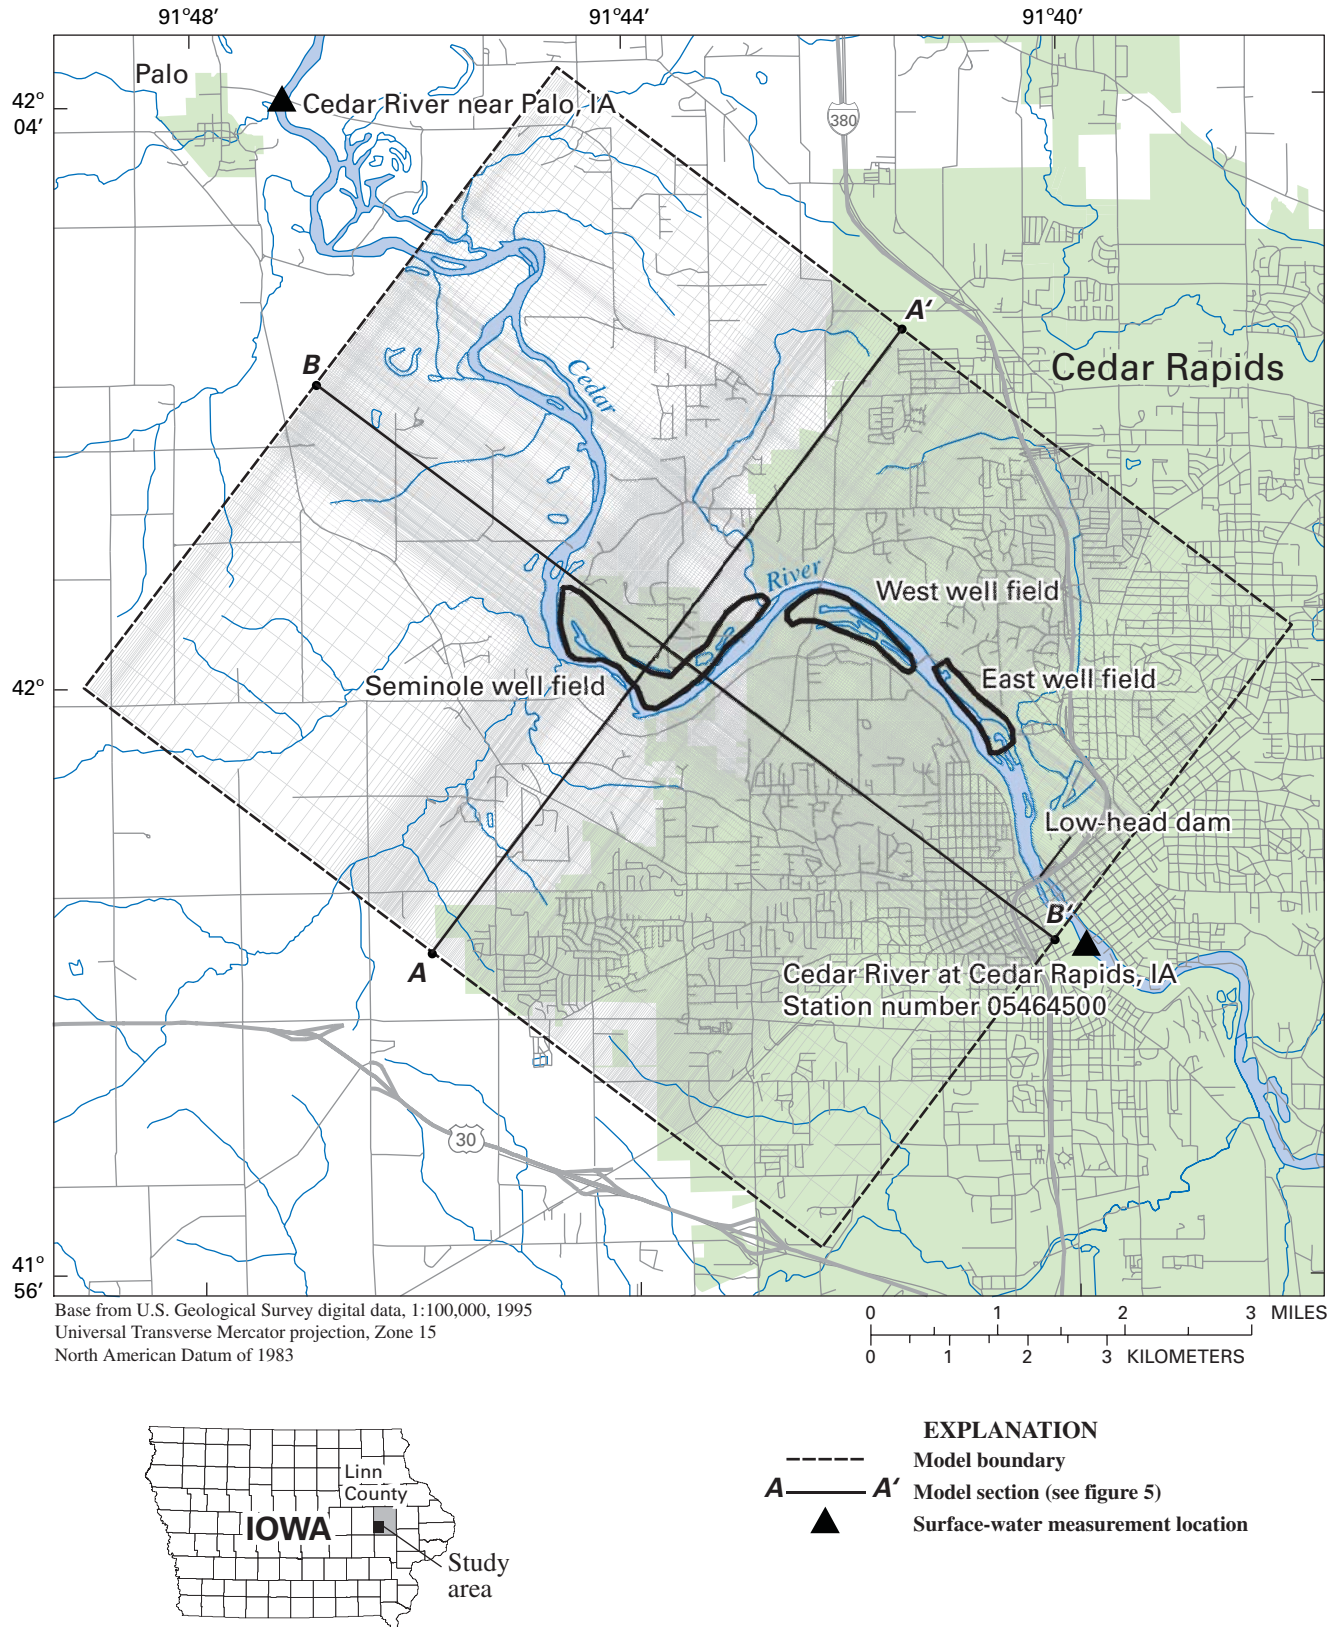 91°48′
91°44′
91°40′
Palo
42°
04′
Cedar River near Palo, IA
380
A′
B
Cedar Rapids
Cedar
River
West well field
42°
Seminole well field
East well field
Low-head dam
B′
A
Cedar River at Cedar Rapids, IA
Station number 05464500
30
41°
56′
Base from U.S. Geological Survey digital data, 1:100,000, 1995
Universal Transverse Mercator projection, Zone 15
North American Datum of 1983
0 1 2 3 MILES
0 1 2 3 KILOMETERS
EXPLANATION
Model boundary
A A′ Model section (see figure 5)
Surface-water measurement location
Linn
County
IOWA
Study
area